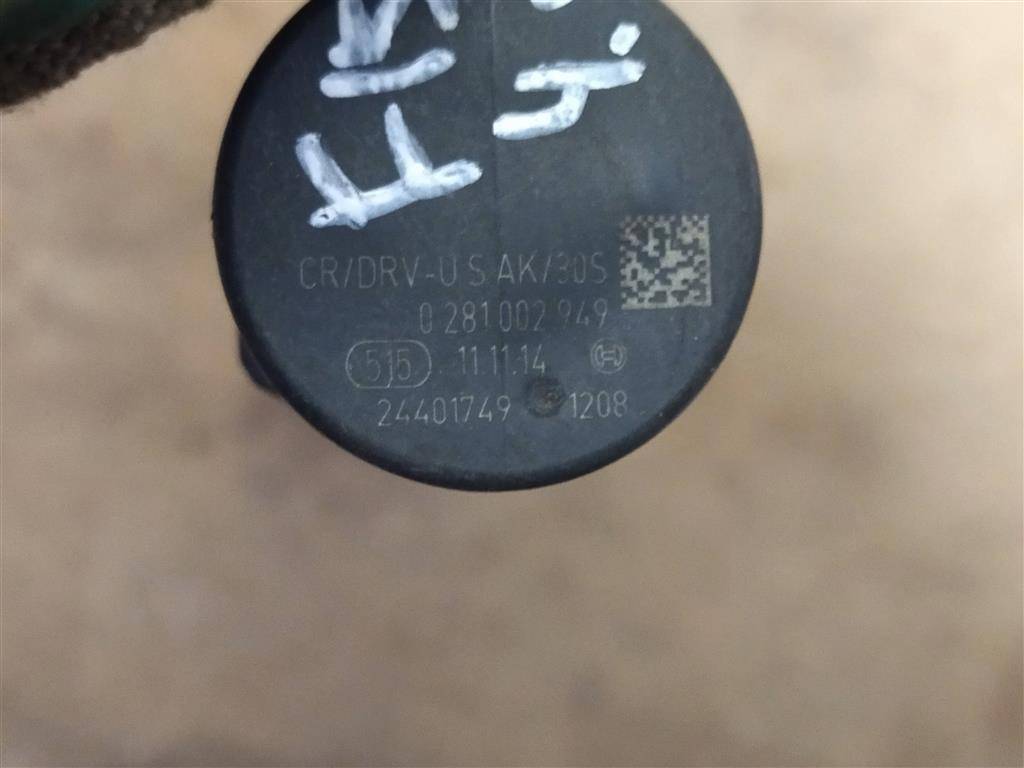 CR/DRV-U S AK/30S
0 281 002 949
515 11.11.14
24401749 1208